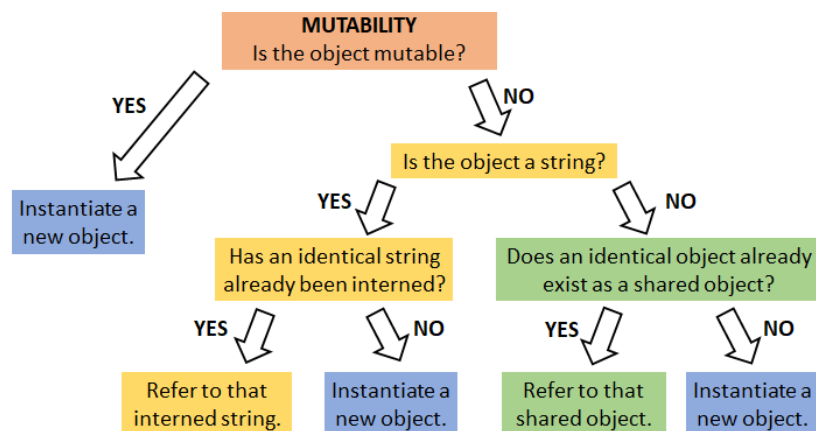 MUTABILITY
Is the object mutable?
YES
NO
Is the object a string?
Instantiate a
new object.
YES
NO
Has an identical string
already been interned?
Does an identical object already
exist as a shared object?
YES
NO
YES
NO
Refer to that
interned string.
Instantiate a
new object.
Refer to that
shared object.
Instantiate a
new object.